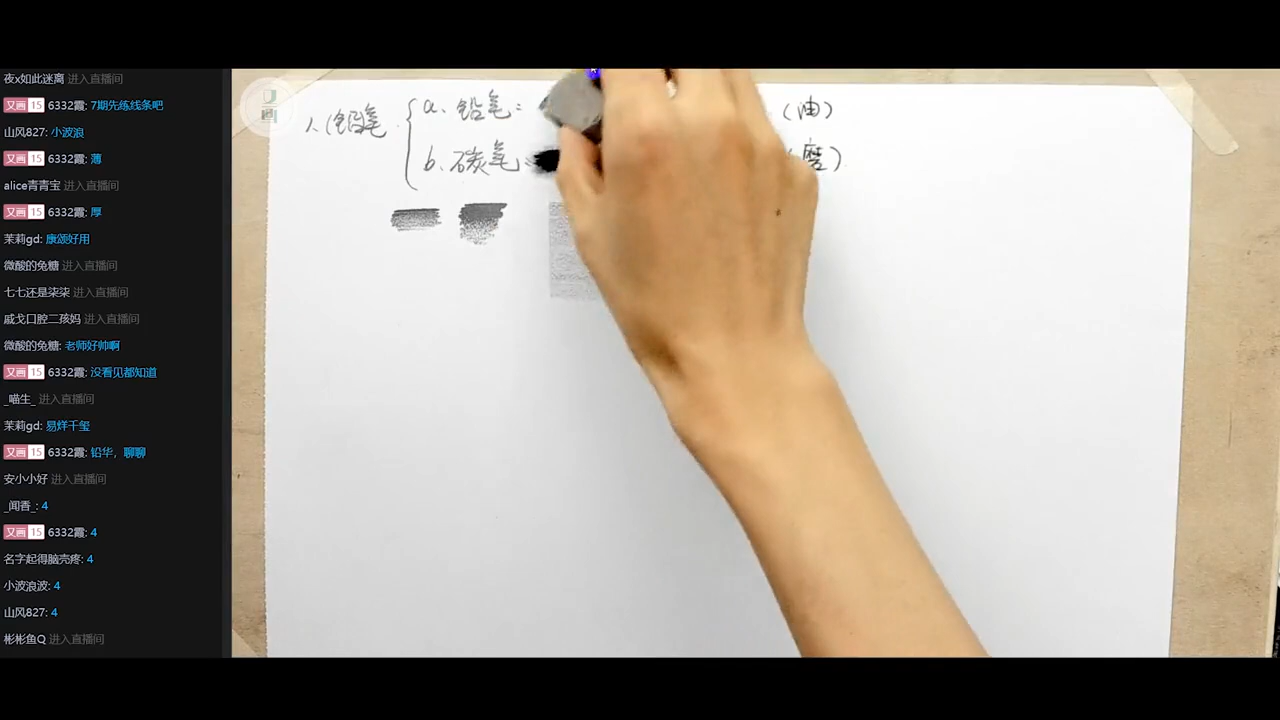 夜x如此迷离 进入直播间
又画 15 6332霞: 7期先练线条吧
山风827: 小波浪
又画 15 6332霞: 薄
alice青青宝 进入直播间
又画 15 6332霞: 厚
茉莉gd: 康颂好用
微酸的兔糖 进入直播间
七七还是柒柒 进入直播间
戚戈口腔二孩妈 进入直播间
微酸的兔糖: 老师好帅啊
又画 15 6332霞: 没看见都知道
_喵生_ 进入直播间
茉莉gd: 易烊千玺
又画 15 6332霞: 铅华，聊聊
安小小好 进入直播间
_闻香_: 4
又画 15 6332霞: 4
名字起得脑壳疼: 4
小波浪波: 4
山风827: 4
彬彬鱼Q 进入直播间
1、铅笔
a、铅笔: (油)
b、碳笔: (磨)